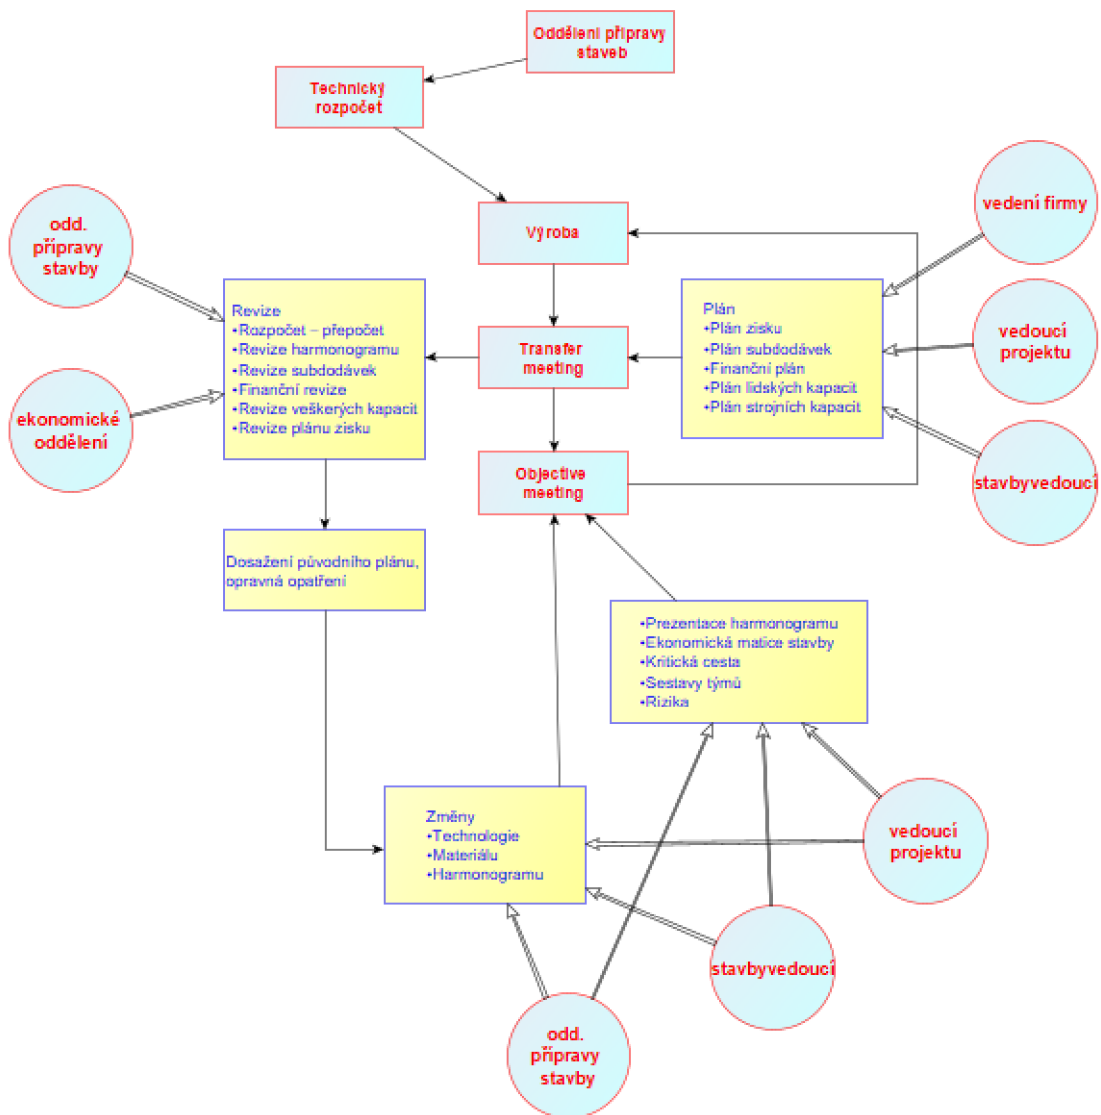 Oddělení přípravy
staveb
Technický
rozpočet
vedení firmy
odd.
přípravy
stavby
Výroba
Revize
•Rozpočet – přepočet
•Revize harmonogramu
•Revize subdodávek
•Finanční revize
•Revize veškerých kapacit
•Revize plánu zisku
Transfer
meeting
Plán
•Plán zisku
•Plán subdodávek
•Finanční plán
•Plán lidských kapacit
•Plán strojních kapacit
vedoucí
projektu
ekonomické
oddělení
Objective
meeting
stavbyvedoucí
Dosažení původního plánu,
opravná opatření
•Prezentace harmonogramu
•Ekonomická matice stavby
•Kritická cesta
•Sestavy týmů
•Rizika
Změny
•Technologie
•Materiálu
•Harmonogramu
vedoucí
projektu
stavbyvedoucí
odd.
přípravy
stavby